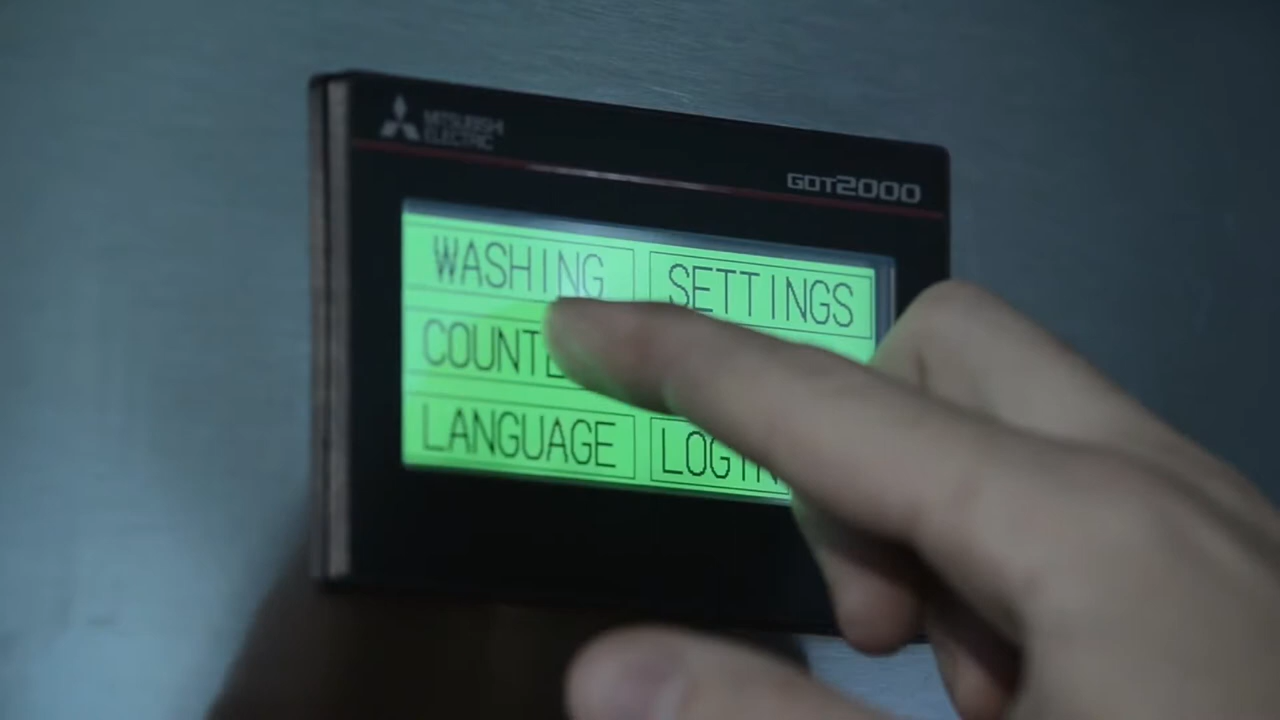 MITSUBISHI
ELECTRIC
GOT2000
WASHING
SETTINGS
LANGUAGE